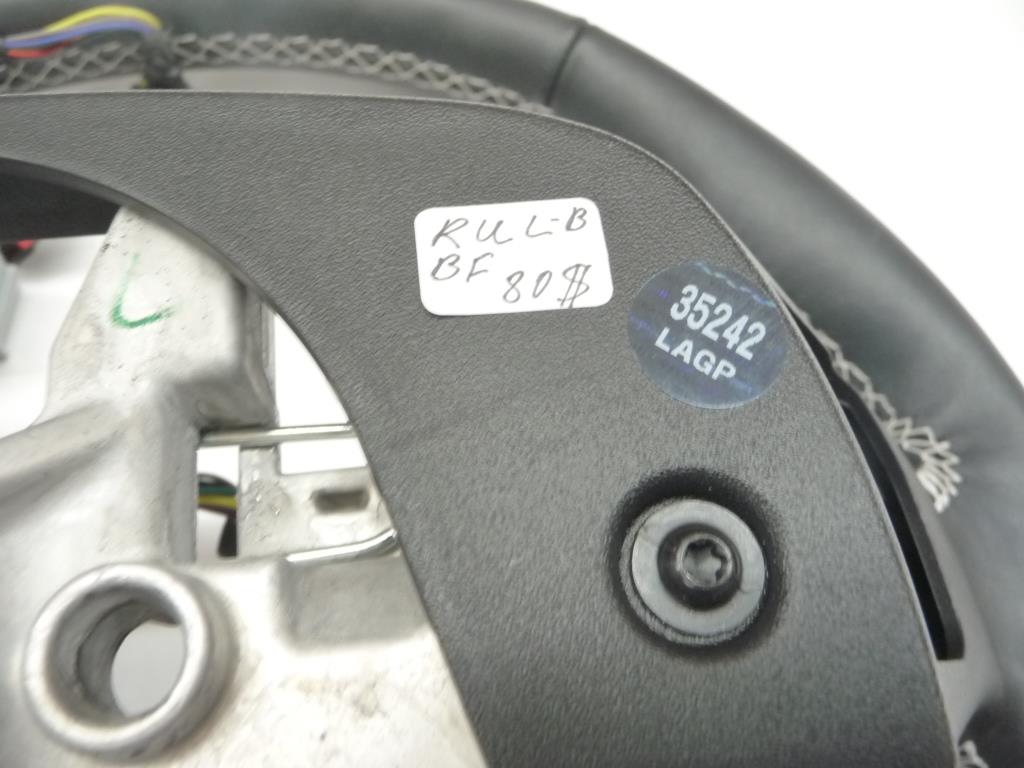 RUL-B
BF 80$
35242
LAGP